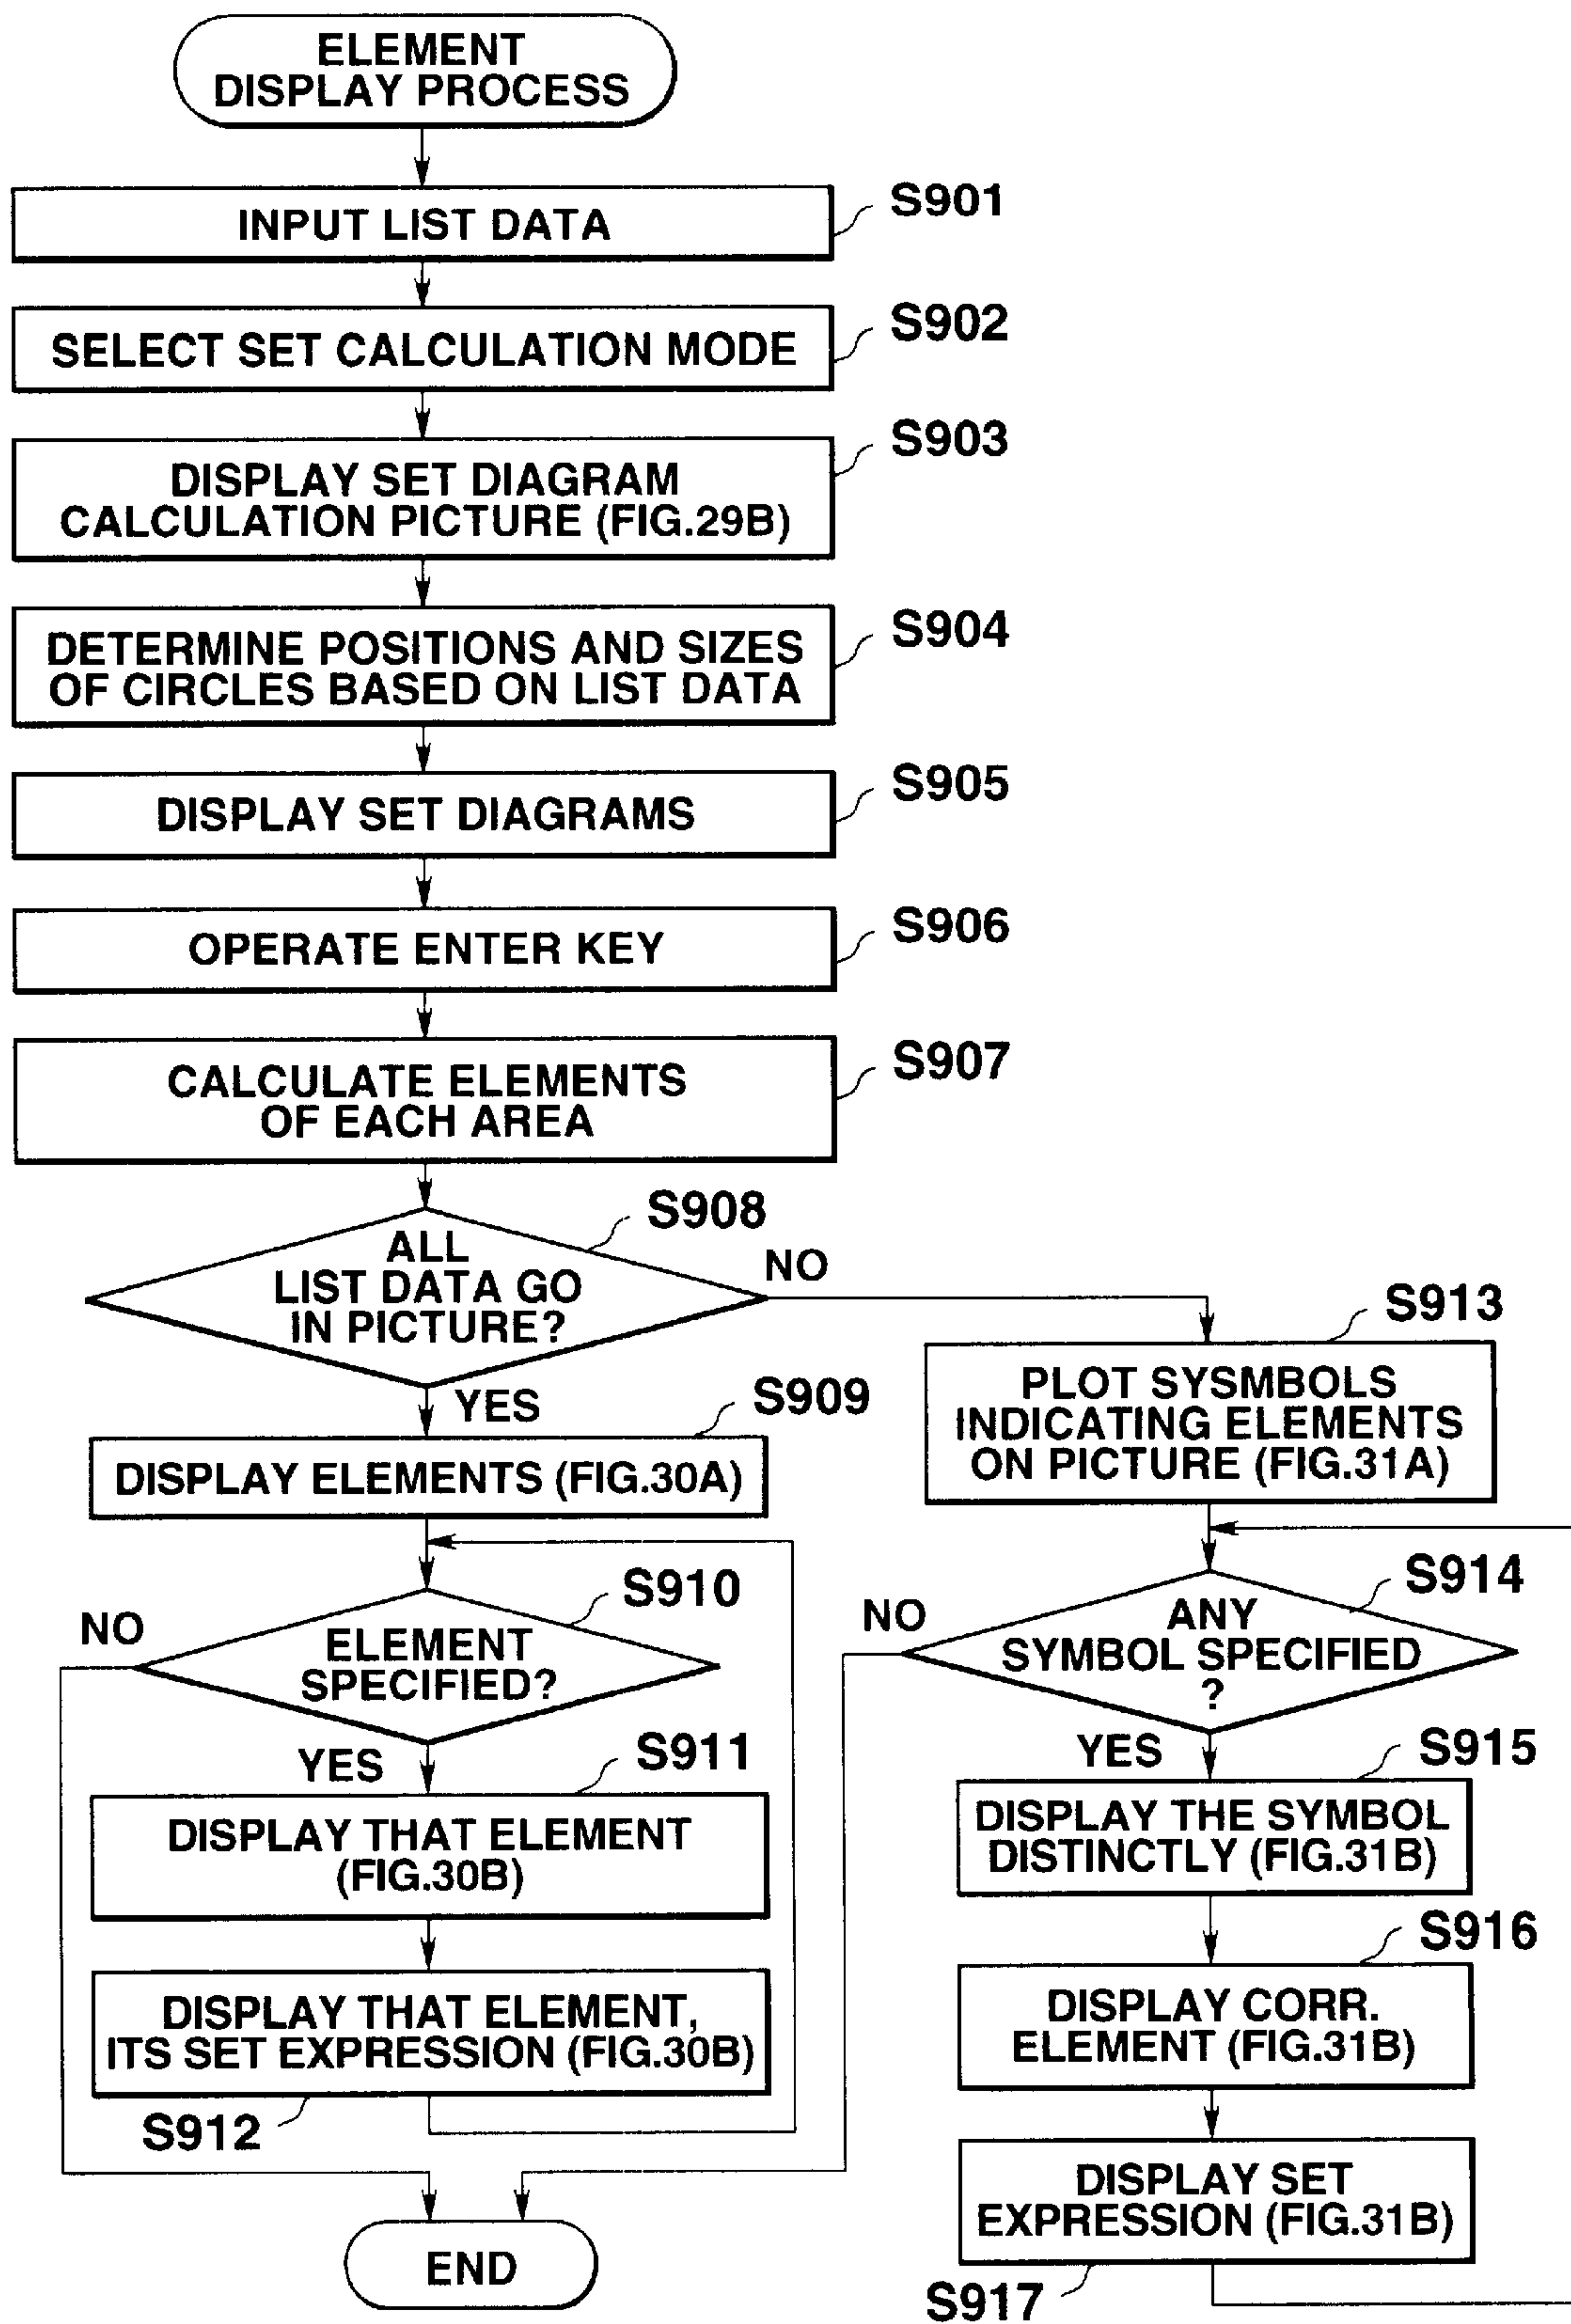 ELEMENT
DISPLAY PROCESS
INPUT LIST DATA
S901
SELECT SET CALCULATION MODE
S902
DISPLAY SET DIAGRAM
CALCULATION PICTURE (FIG.29B)
S903
DETERMINE POSITIONS AND SIZES
OF CIRCLES BASED ON LIST DATA
S904
DISPLAY SET DIAGRAMS
S905
OPERATE ENTER KEY
S906
CALCULATE ELEMENTS
OF EACH AREA
S907
ALL
LIST DATA GO
IN PICTURE?
S908
NO
YES
DISPLAY ELEMENTS (FIG.30A)
S909
ELEMENT
SPECIFIED?
S910
NO
YES
DISPLAY THAT ELEMENT
(FIG.30B)
S911
DISPLAY THAT ELEMENT,
ITS SET EXPRESSION (FIG.30B)
S912
END
PLOT SYSMBOLS
INDICATING ELEMENTS
ON PICTURE (FIG.31A)
S913
ANY
SYMBOL SPECIFIED
?
S914
NO
YES
DISPLAY THE SYMBOL
DISTINCTLY (FIG.31B)
S915
DISPLAY CORR.
ELEMENT (FIG.31B)
S916
DISPLAY SET
EXPRESSION (FIG.31B)
S917